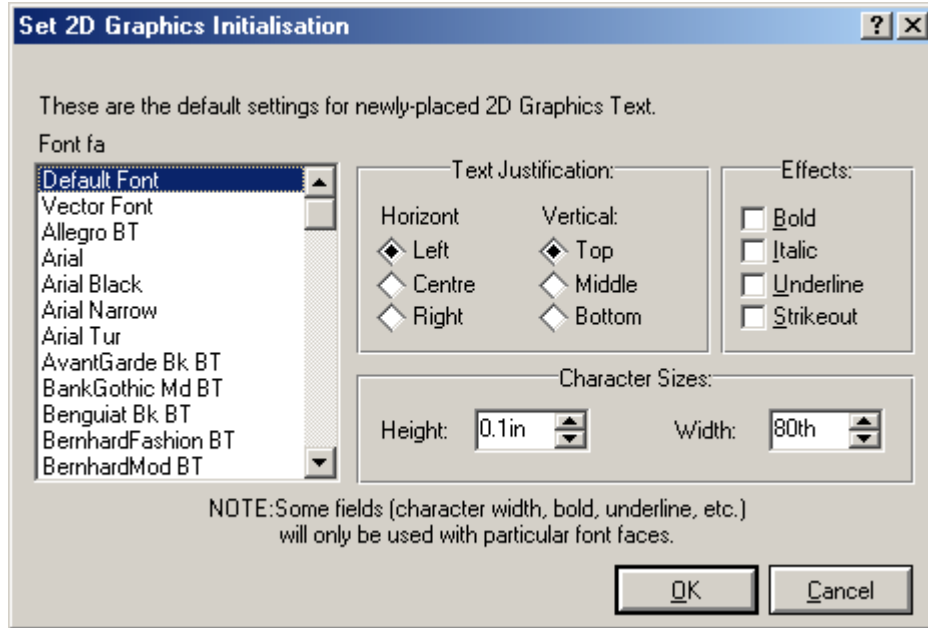 Set 2D Graphics Initialisation
These are the default settings for newly-placed 2D Graphics Text.
Font fa
Default Font
Vector Font
Allegro BT
Arial
Arial Black
Arial Narrow
Arial Tur
AvantGarde Bk BT
BankGothic Md BT
Benguiat Bk BT
BernhardFashion BT
BernhardMod BT
Text Justification:
Horizont
Left
Centre
Right
Vertical:
Top
Middle
Bottom
Effects:
Bold
Italic
Underline
Strikeout
Character Sizes:
Height: 0.1in Width: 80th
NOTE:Some fields (character width, bold, underline, etc.)
will only be used with particular font faces.
OK Cancel